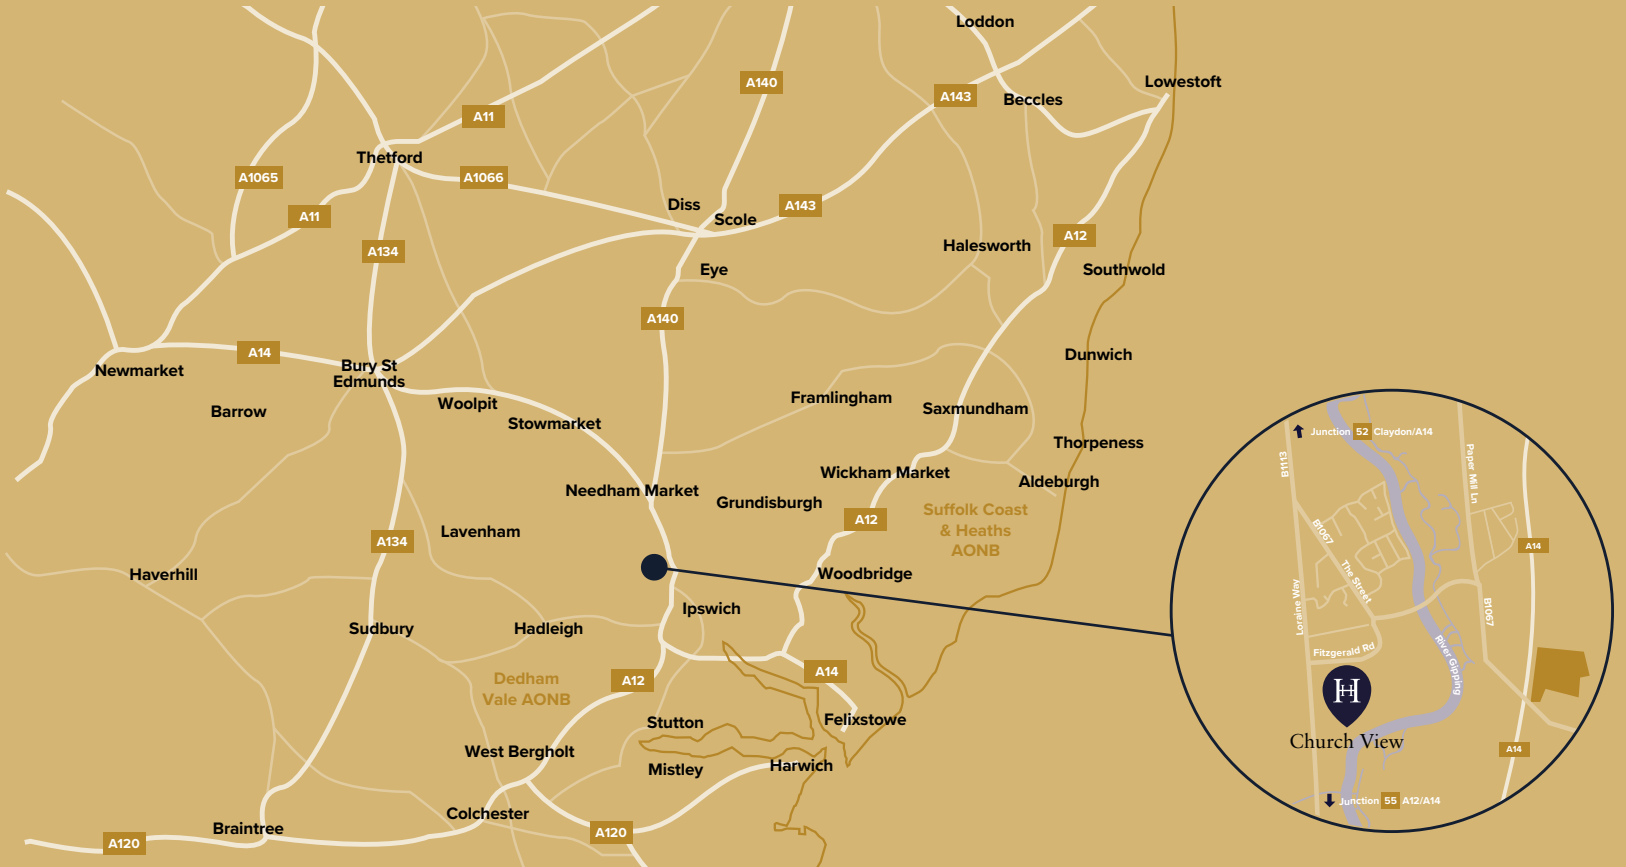 Loddon
A140
Lowestoft
A143
Beccles
A11
Thetford
A1065
A1066
Diss
A143
Scole
A11
A12
Halesworth
A134
Eye
Southwold
A140
A14
Dunwich
Newmarket
Bury St
Edmunds
Framlingham
Woolpit
Saxmundham
Barrow
Stowmarket
Thorpeness
Wickham Market
Aldeburgh
Needham Market
Grundisburgh
Suffolk Coast
& Heaths
AONB
A12
Lavenham
A134
Haverhill
Woodbridge
Ipswich
Sudbury
Hadleigh
A14
A12
Dedham
Vale AONB
Felixstowe
Stutton
West Bergholt
Harwich
Mistley
Colchester
Braintree
A120
A120
Junction 52 Claydon/A14
B1113
Paper Mill Ln
B1067
A14
The Street
Loraine Way
B1067
Fitzgerald Rd
River Gipping
H
Church View
A14
Junction 55 A12/A14